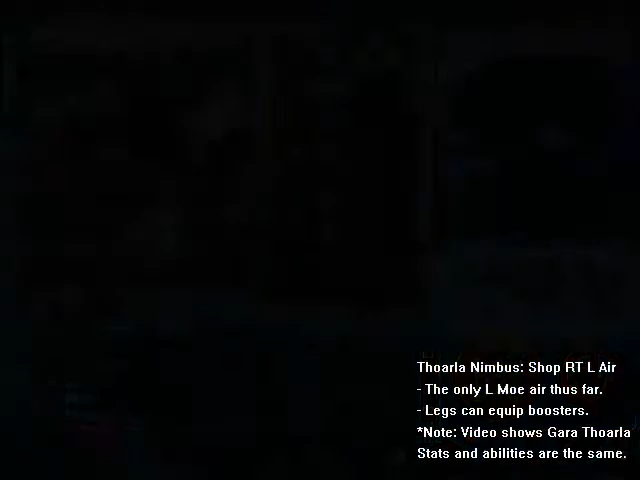 Thoarla Nimbus: Shop RT L Air
- The only L Moe air thus far.
- Legs can equip boosters.
*Note: Video shows Gara Thoarla
Stats and abilities are the same.